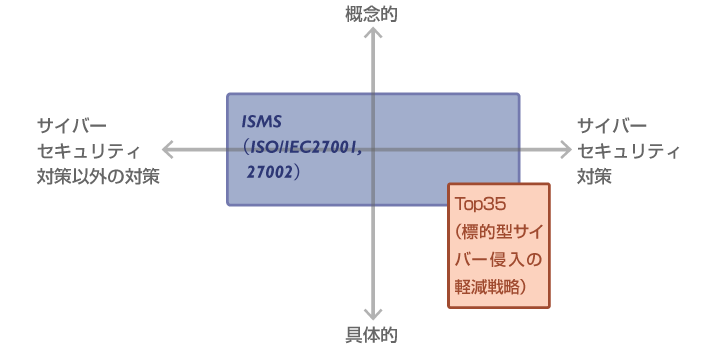 概念的
サイバー
セキュリティ
対策以外の対策
ISMS
（ISO/IEC27001,
27002）
サイバー
セキュリティ
対策
Top35
（標的型サイ
バー侵入の
軽減戦略）
具体的